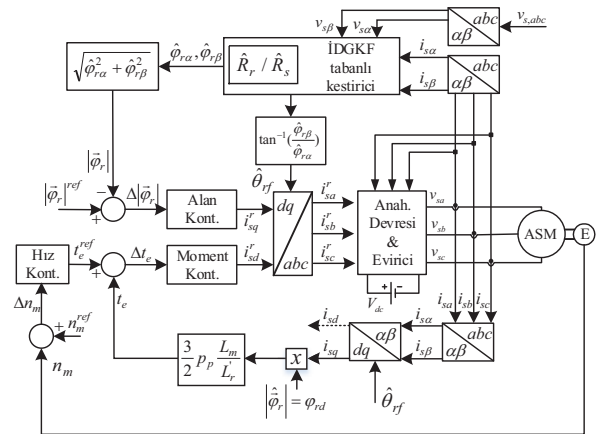 v_sβ v_sα
abc
αβ
v_s,abc
√(φ̂²_rα + φ̂²_rβ)
φ̂_rα, φ̂_rβ
R̂_r / R̂_s
İDGKF
tabanlı
kestirici
i_sα
i_sβ
abc
αβ
tan⁻¹(φ̂_rβ / φ̂_rα)
|φ⃗_r|
θ̂_rf
|φ⃗_r|^ref
−
+
Δ|φ⃗_r|
Alan
Kont.
i^r_sq
dq
abc
i^r_sa
i^r_sb
i^r_sc
Anah.
Devresi
&
Evirici
v_sa
v_sb
v_sc
ASM
E
Hız
Kont.
t_e^ref
+
−
Δt_e
Moment
Kont.
i^r_sd
V_dc
+ −
Δn_m
t_e
i_sa i_sb i_sc
+
n_m^ref
−
n_m
3/2 p_p L_m/L'_r
x
i_sd
i_sq
αβ
dq
i_sα
i_sβ
abc
αβ
|φ̂⃗_r| = φ_rd
θ̂_rf